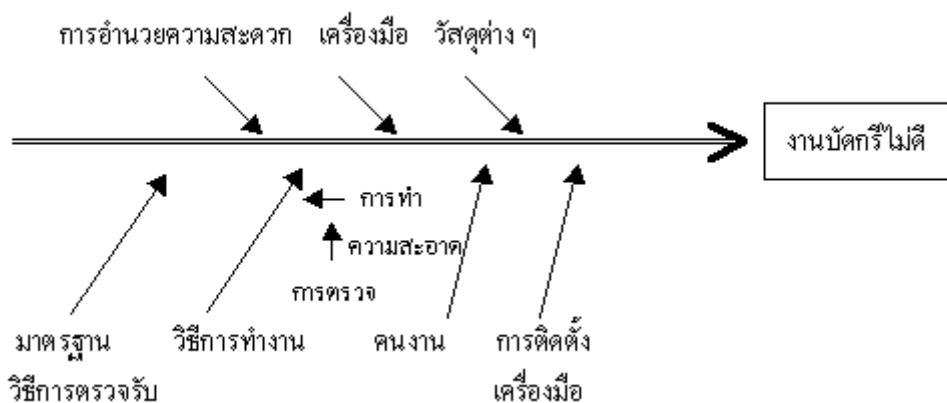 การอำนวยความสะดวก เครื่องมือ วัสดุต่าง ๆ
งานบัดกรีไม่ดี
การทำ
ความสะอาด
การตรวจ
มาตรฐาน วิธีการทำงาน คนงาน การติดตั้ง
วิธีการตรวจรับ เครื่องมือ